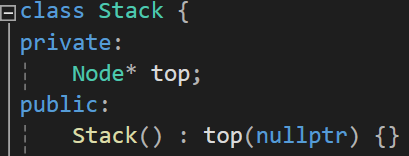 class Stack {
private:
Node* top;
public:
Stack() : top(nullptr) {}